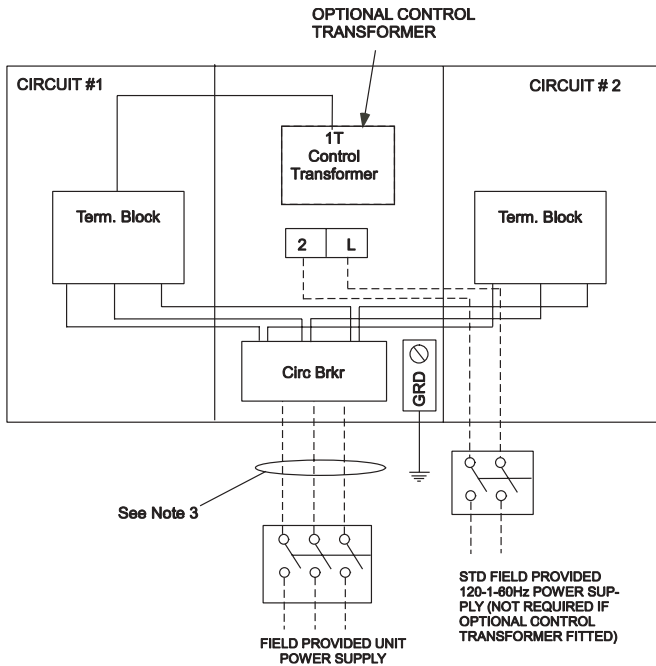 OPTIONAL CONTROL
TRANSFORMER
CIRCUIT #1
CIRCUIT # 2
1T
Control
Transformer
Term. Block
Term. Block
2 L
Circ Brkr
GRD
See Note 3
STD FIELD PROVIDED
120-1-60Hz POWER SUP-
PLY (NOT REQUIRED IF
OPTIONAL CONTROL
TRANSFORMER FITTED)
FIELD PROVIDED UNIT
POWER SUPPLY